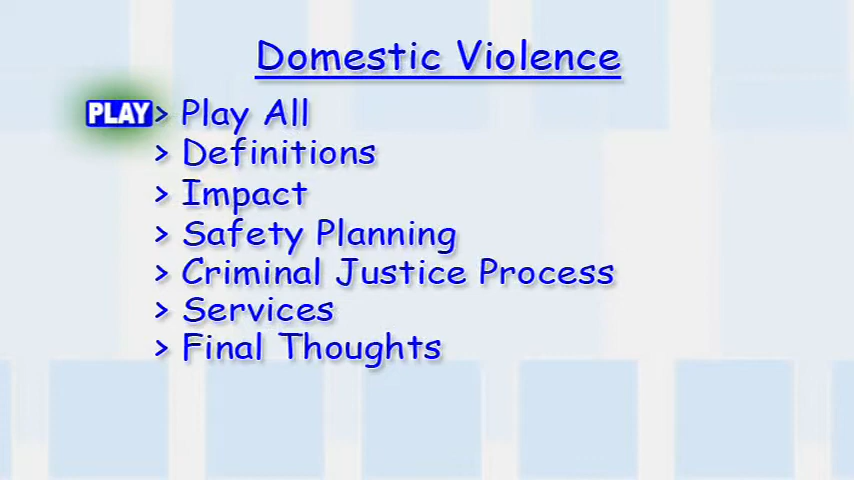 Domestic Violence
PLAY > Play All
> Definitions
> Impact
> Safety Planning
> Criminal Justice Process
> Services
> Final Thoughts